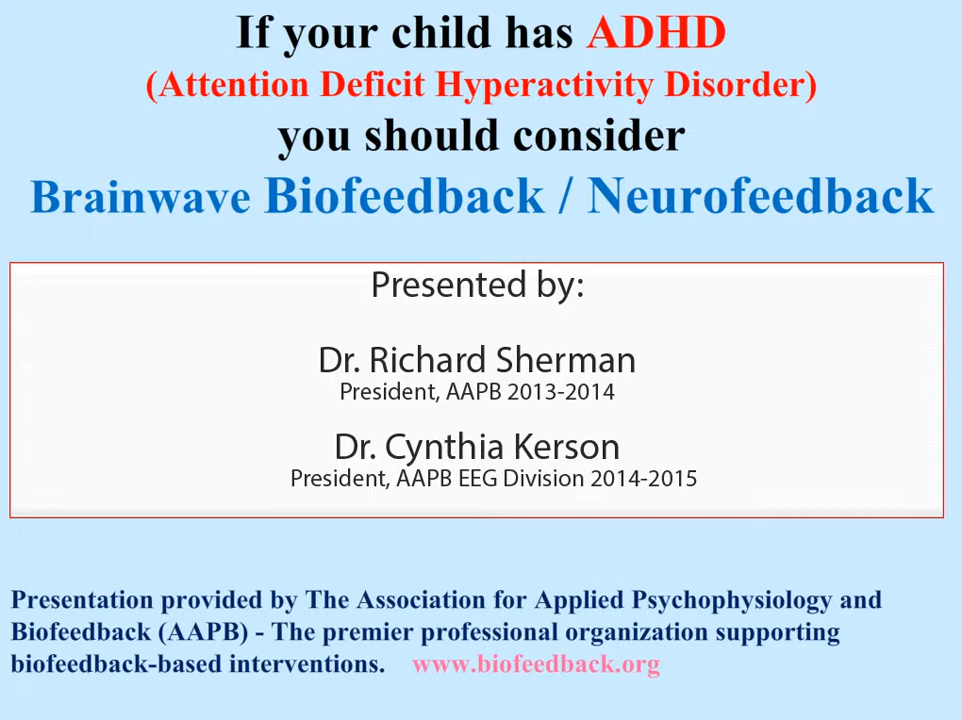 If your child has ADHD
(Attention Deficit Hyperactivity Disorder)
you should consider
Brainwave Biofeedback / Neurofeedback
Presented by:
Dr. Richard Sherman
President, AAPB 2013-2014
Dr. Cynthia Kerson
President, AAPB EEG Division 2014-2015
Presentation provided by The Association for Applied Psychophysiology and
Biofeedback (AAPB) - The premier professional organization supporting
biofeedback-based interventions. www.biofeedback.org